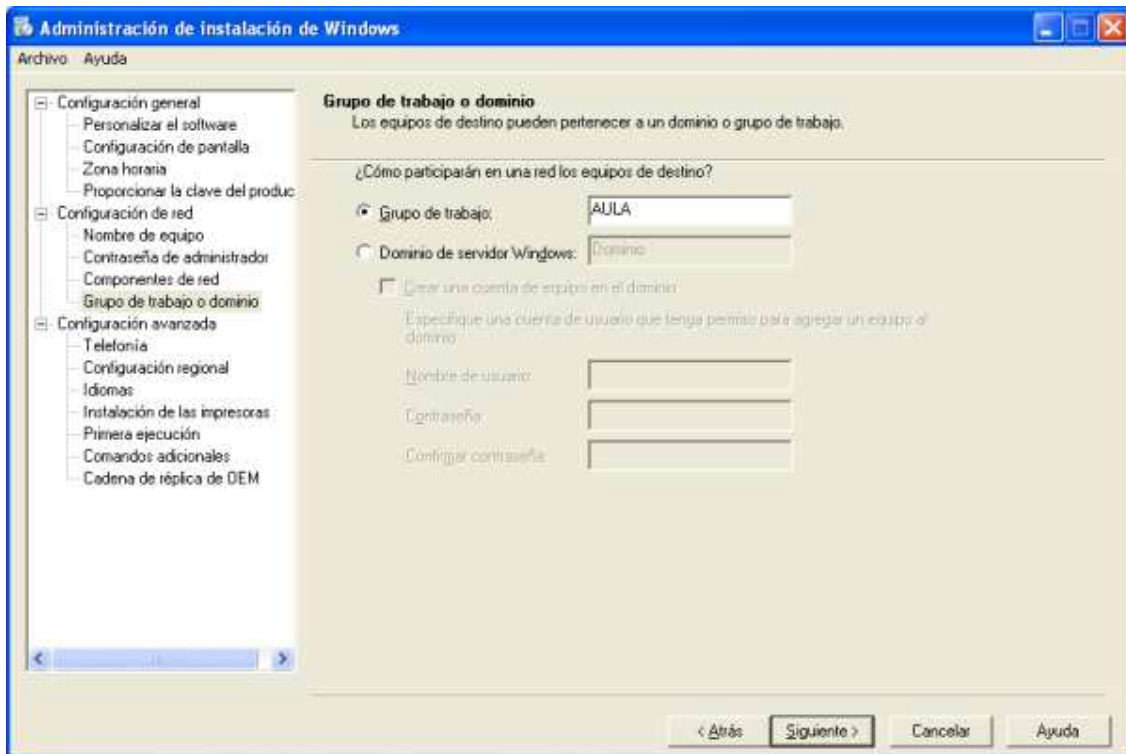 Administración de instalación de Windows
Archivo Ayuda
Configuración general
Personalizar el software
Configuración de pantalla
Zona horaria
Proporcionar la clave del produc
Configuración de red
Nombre de equipo
Contraseña de administrador
Componentes de red
Grupo de trabajo o dominio
Configuración avanzada
Telefonía
Configuración regional
Idiomas
Instalación de las impresoras
Primera ejecución
Comandos adicionales
Cadena de réplica de OEM
Grupo de trabajo o dominio
Los equipos de destino pueden pertenecer a un dominio o grupo de trabajo.
¿Cómo participarán en una red los equipos de destino?
Grupo de trabajo: AULA
Dominio de servidor Windows: Dominio
Crear una cuenta de equipo en el dominio
Especifique una cuenta de usuario que tenga permiso para agregar un equipo al
dominio
Nombre de usuario:
Contraseña:
Confirmar contraseña:
< Atrás Siguiente > Cancelar Ayuda